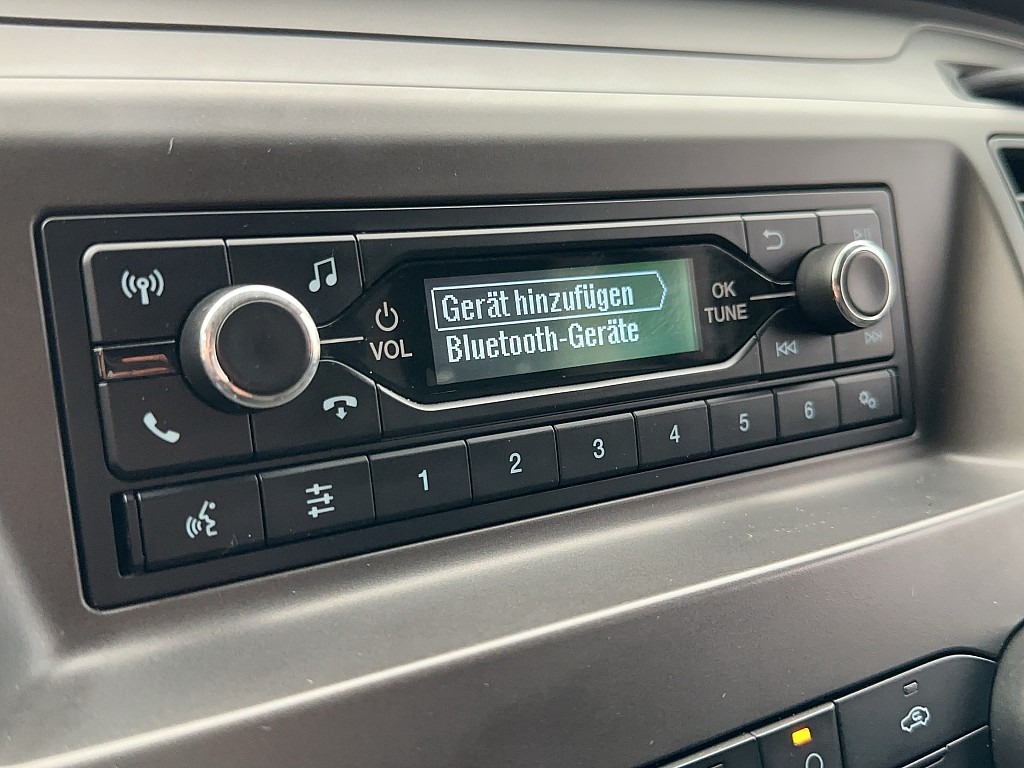 Gerät hinzufügen
Bluetooth-Geräte
VOL
OK
TUNE
1 2 3 4 5 6